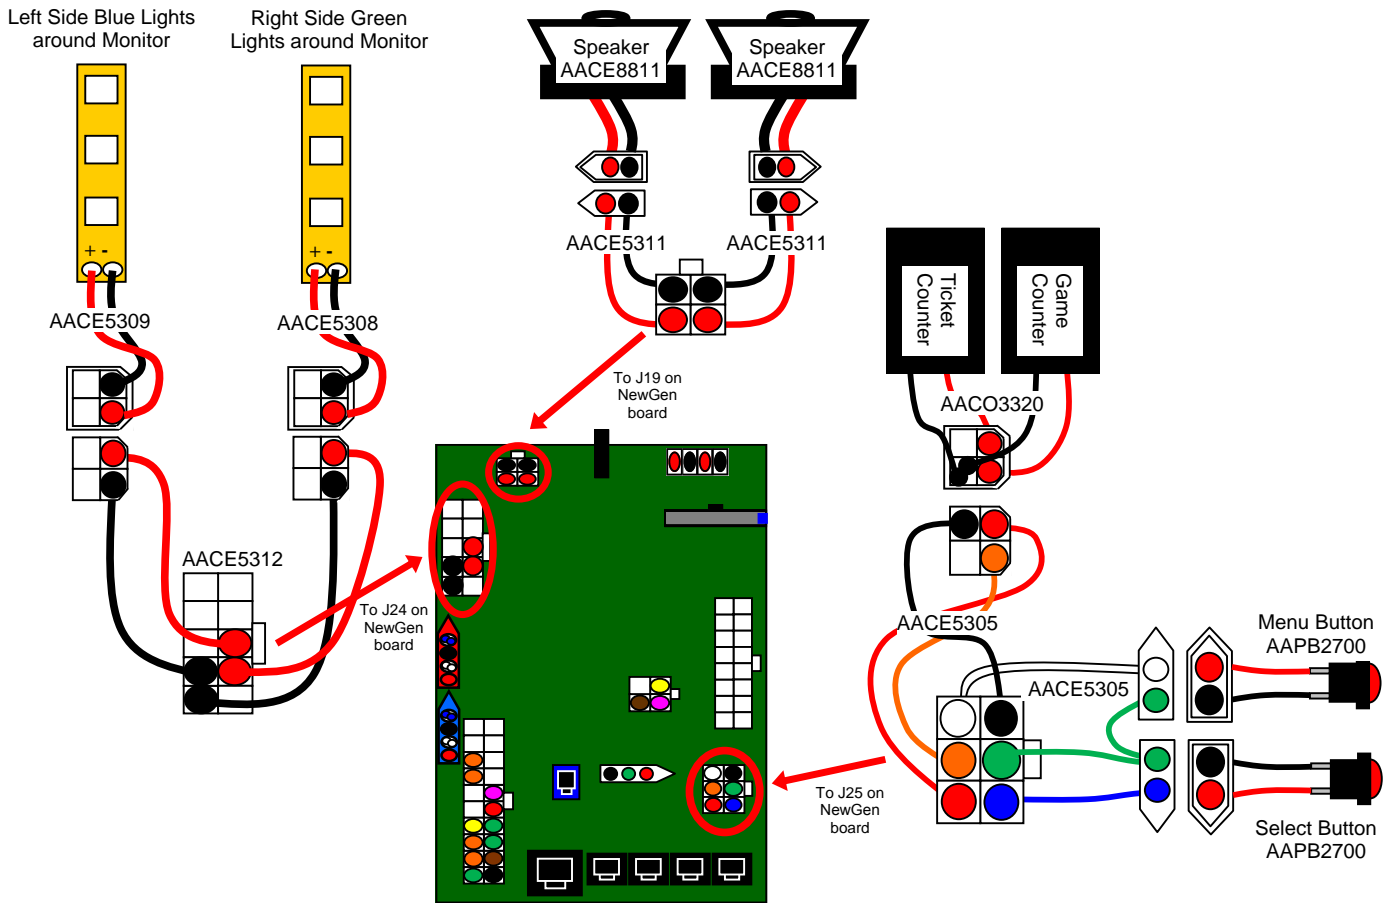 Left Side Blue Lights
around Monitor
Right Side Green
Lights around Monitor
Speaker
AACE8811
Speaker
AACE8811
+ -
+ -
AACE5309
AACE5308
AACE5311
AACE5311
Ticket
Counter
Game
Counter
To J19 on
NewGen
board
AACO3320
AACE5312
To J24 on
NewGen
board
AACE5305
Menu Button
AAPB2700
AACE5305
To J25 on
NewGen
board
Select Button
AAPB2700